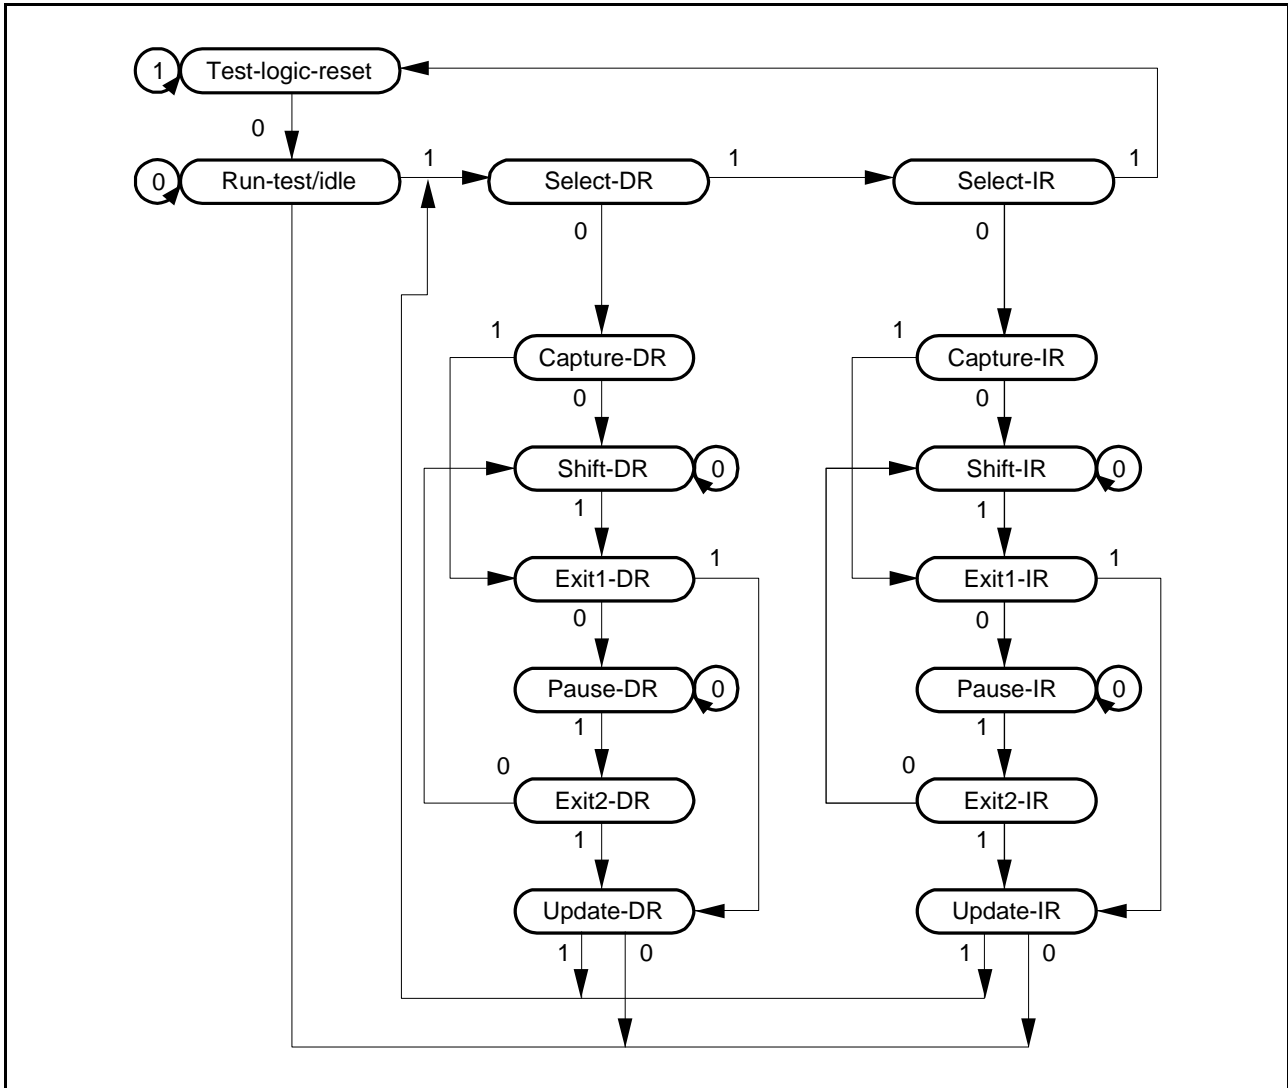 1 Test-logic-reset
0
0 Run-test/idle 1 Select-DR 1 Select-IR 1
0 0
1 1
Capture-DR Capture-IR
0 0
Shift-DR 0 Shift-IR 0
1 1
Exit1-DR 1 Exit1-IR 1
0 0
Pause-DR 0 Pause-IR 0
1 1
0 0
Exit2-DR Exit2-IR
1 1
Update-DR Update-IR
1 0 1 0